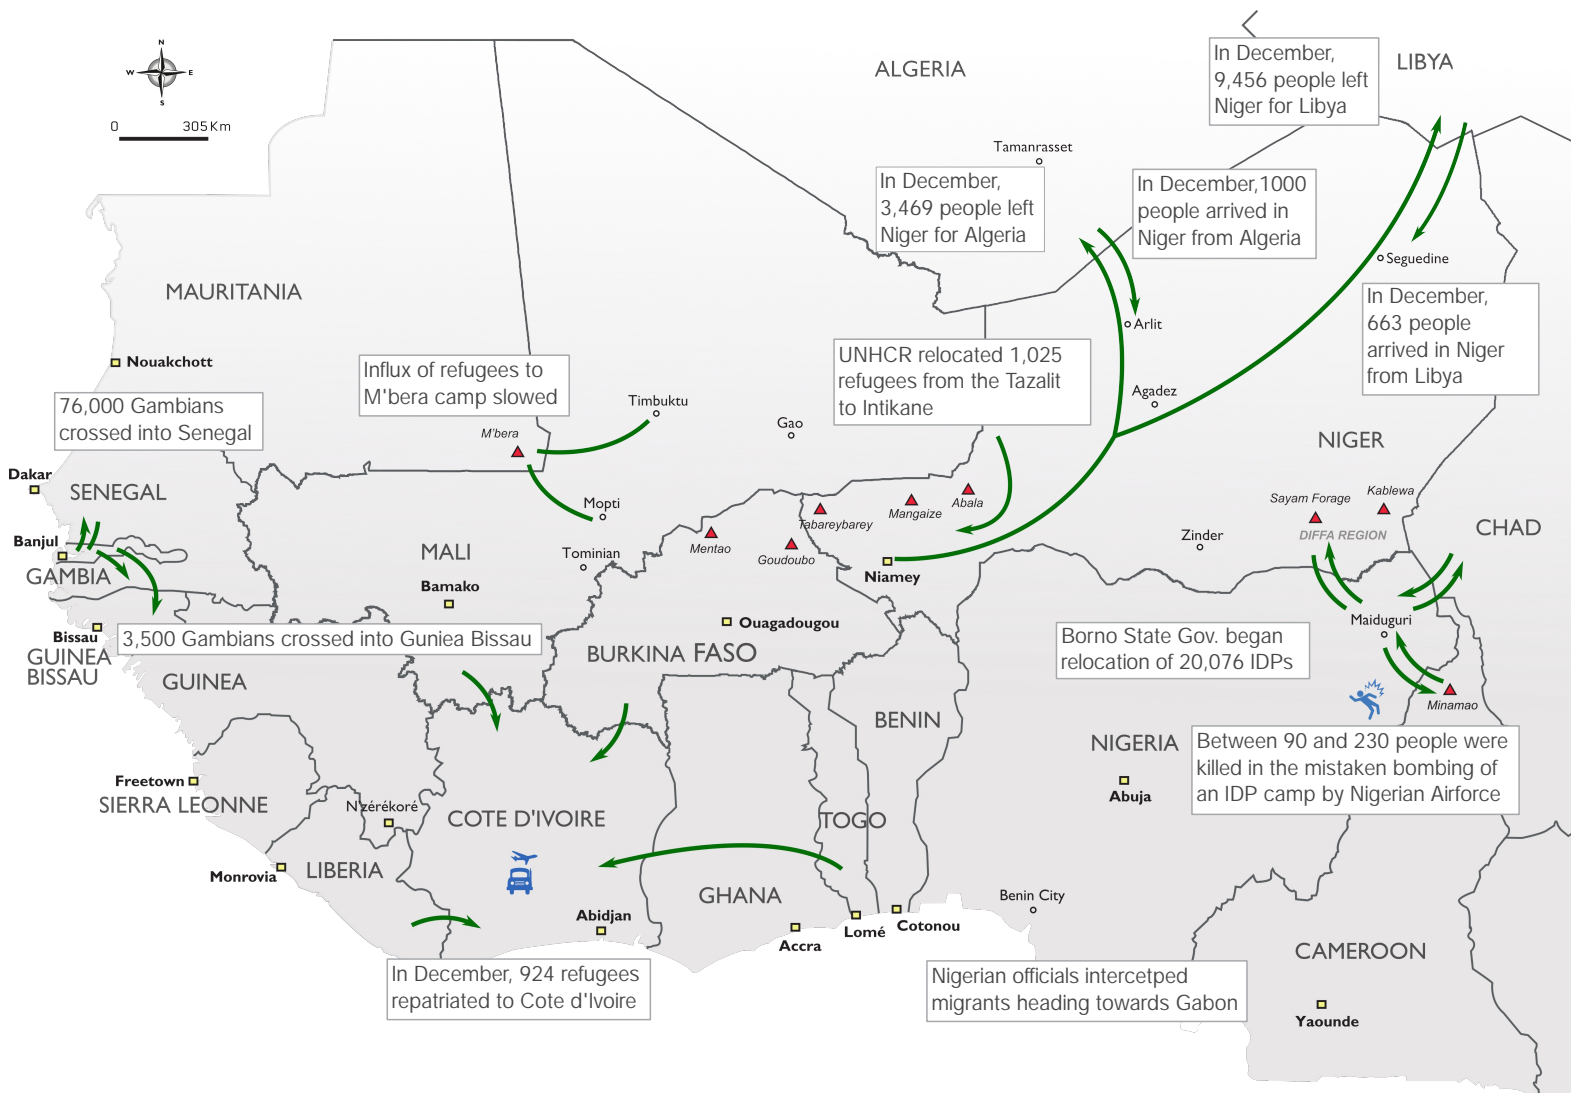 N
W
E
S
0 305 Km
ALGERIA
LIBYA
In December,
9,456 people left
Niger for Libya
Tamanrasset
In December,
3,469 people left
Niger for Algeria
In December,1000
people arrived in
Niger from Algeria
Seguedine
In December,
663 people
arrived in Niger
from Libya
MAURITANIA
Nouakchott
Arlit
Agadez
UNHCR relocated 1,025
refugees from the Tazalit
to Intikane
Influx of refugees to
M'bera camp slowed
76,000 Gambians
crossed into Senegal
Timbuktu
Gao
M'bera
NIGER
Dakar
SENEGAL
Mopti
Tabareybarey
Mangaize
Abala
Sayam Forage
Kablewa
DIFFA REGION
CHAD
Banjul
GAMBIA
MALI
Tominian
Mentao
Goudoubo
Niamey
Zinder
Bamako
Ouagadougou
Maiduguri
Bissau
GUINEA
BISSAU
3,500 Gambians crossed into Guniea Bissau
BURKINA FASO
Borno State Gov. began
relocation of 20,076 IDPs
GUINEA
BENIN
Minamao
NIGERIA
Between 90 and 230 people were
killed in the mistaken bombing of
an IDP camp by Nigerian Airforce
Abuja
Freetown
SIERRA LEONNE
N'zérékoré
COTE D'IVOIRE
TOGO
Monrovia
LIBERIA
GHANA
Benin City
Abidjan
Accra
Lomé
Cotonou
CAMEROON
In December, 924 refugees
repatriated to Cote d'Ivoire
Nigerian officials intercetped
migrants heading towards Gabon
Yaounde